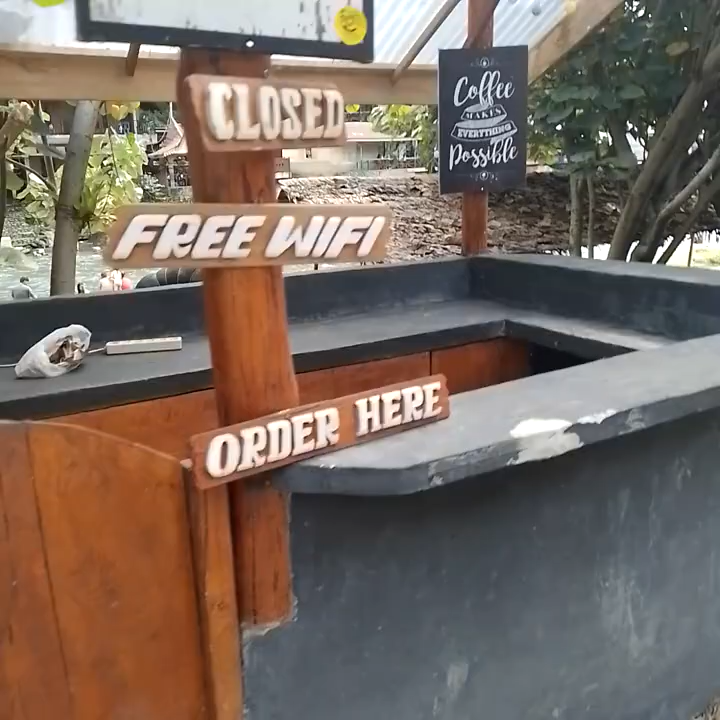 CLOSED
FREE WIFI
ORDER HERE
Coffee
MAKES
EVERYTHING
Possible